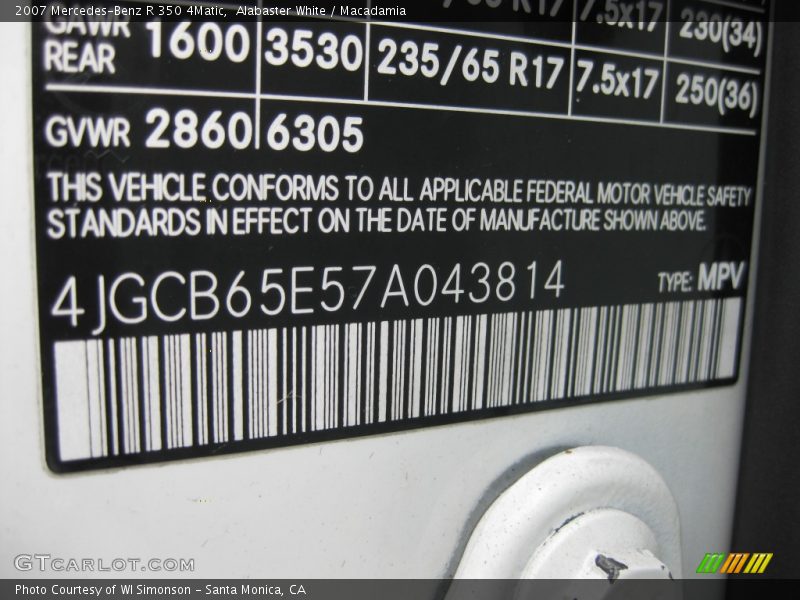 2007 Mercedes-Benz R 350 4Matic, Alabaster White / Macadamia
GAWR
REAR 1600 3530 235/65 R17 7.5x17 250(36)
R17 7.5x17 230(34)
GVWR 2860 6305
THIS VEHICLE CONFORMS TO ALL APPLICABLE FEDERAL MOTOR VEHICLE SAFETY
STANDARDS IN EFFECT ON THE DATE OF MANUFACTURE SHOWN ABOVE.
4JGCB65E57A043814 TYPE: MPV
GTCARLOT.COM
Photo Courtesy of WI Simonson – Santa Monica, CA